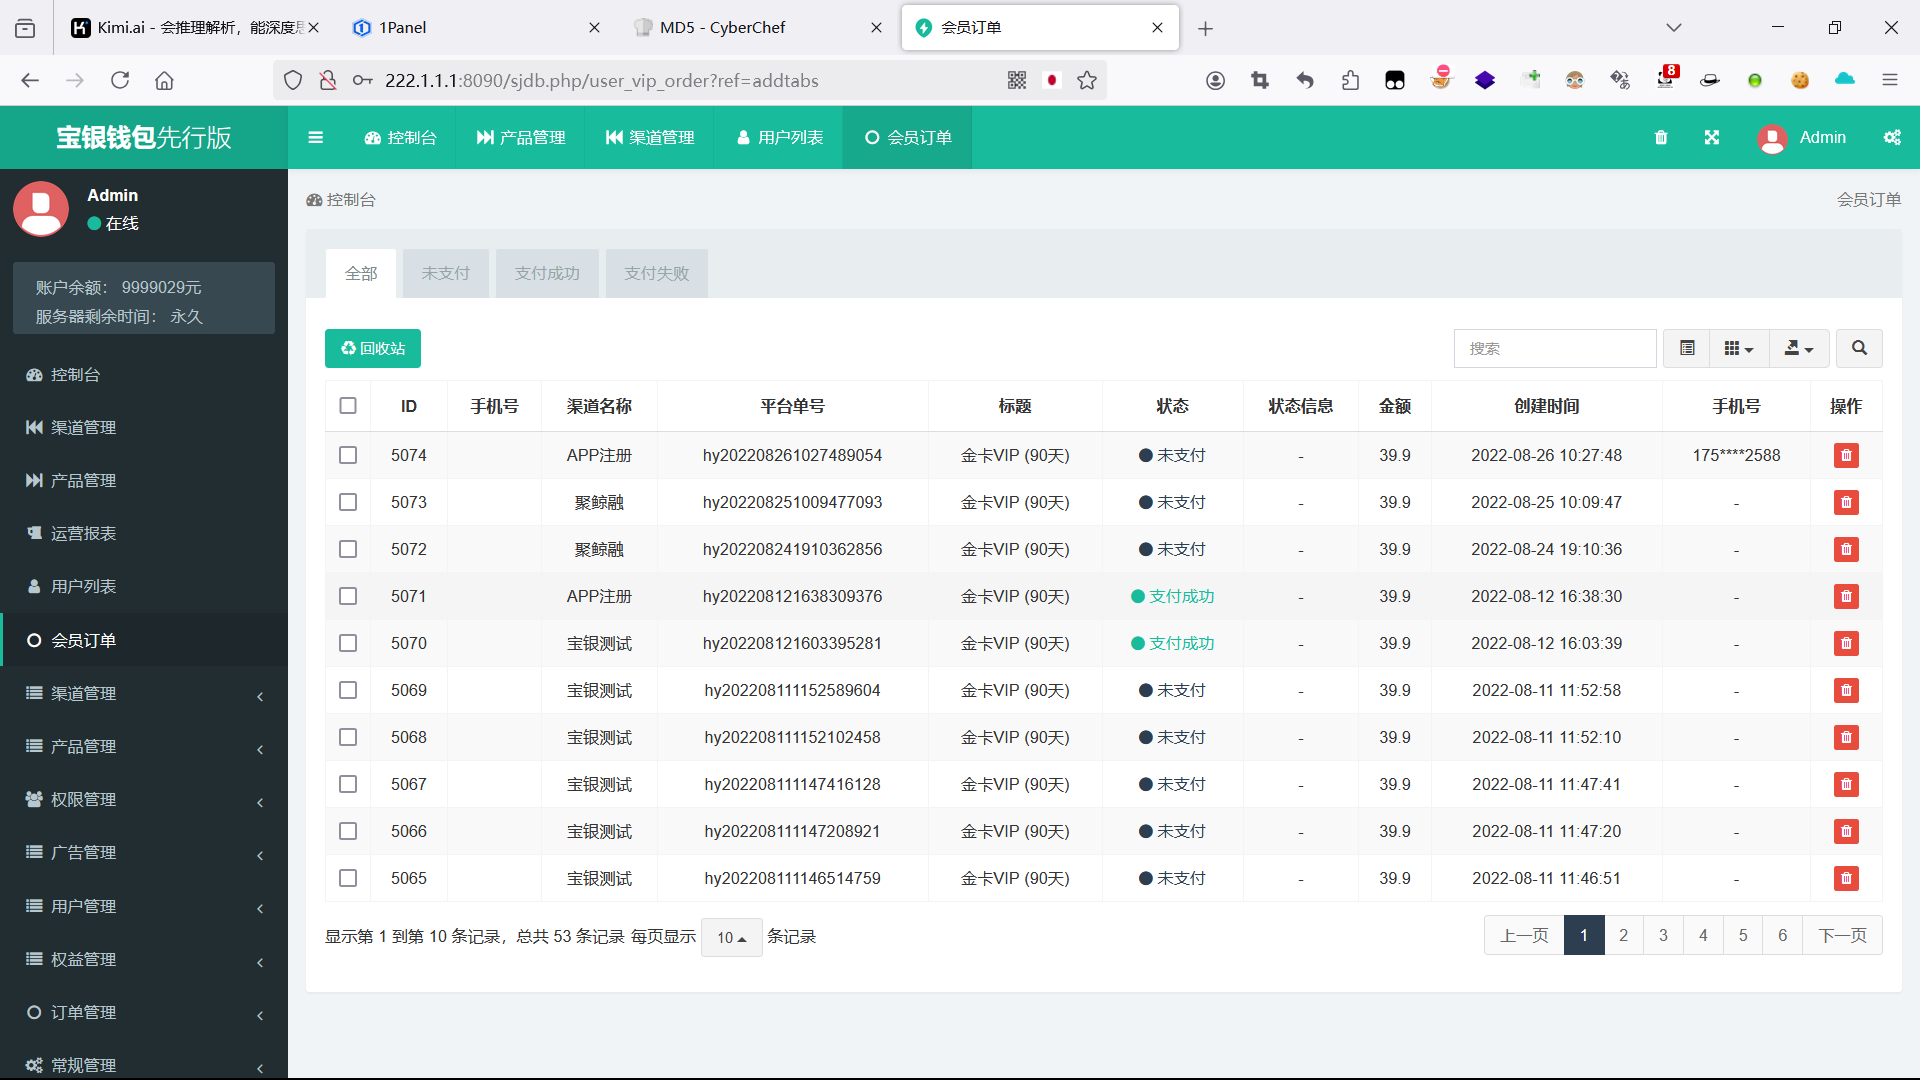 Kimi.ai - 会推理解析，能深度思
1Panel
MD5 - CyberChef
会员订单
222.1.1.1:8090/sjdb.php/user_vip_order?ref=addtabs
8
宝银钱包先行版
控制台
产品管理
渠道管理
用户列表
会员订单
Admin
Admin
在线
账户余额： 9999029元
服务器剩余时间： 永久
控制台
渠道管理
产品管理
运营报表
用户列表
会员订单
渠道管理
产品管理
权限管理
广告管理
用户管理
权益管理
订单管理
常规管理
控制台
会员订单
全部 未支付 支付成功 支付失败
回收站
搜索
ID 手机号 渠道名称 平台单号 标题 状态 状态信息 金额 创建时间 手机号 操作
5074 APP注册 hy202208261027489054 金卡VIP (90天) 未支付 - 39.9 2022-08-26 10:27:48 175****2588
5073 聚鲸融 hy202208251009477093 金卡VIP (90天) 未支付 - 39.9 2022-08-25 10:09:47 -
5072 聚鲸融 hy202208241910362856 金卡VIP (90天) 未支付 - 39.9 2022-08-24 19:10:36 -
5071 APP注册 hy202208121638309376 金卡VIP (90天) 支付成功 - 39.9 2022-08-12 16:38:30 -
5070 宝银测试 hy202208121603395281 金卡VIP (90天) 支付成功 - 39.9 2022-08-12 16:03:39 -
5069 宝银测试 hy202208111152589604 金卡VIP (90天) 未支付 - 39.9 2022-08-11 11:52:58 -
5068 宝银测试 hy202208111152102458 金卡VIP (90天) 未支付 - 39.9 2022-08-11 11:52:10 -
5067 宝银测试 hy202208111147416128 金卡VIP (90天) 未支付 - 39.9 2022-08-11 11:47:41 -
5066 宝银测试 hy202208111147208921 金卡VIP (90天) 未支付 - 39.9 2022-08-11 11:47:20 -
5065 宝银测试 hy202208111146514759 金卡VIP (90天) 未支付 - 39.9 2022-08-11 11:46:51 -
显示第 1 到第 10 条记录，总共 53 条记录 每页显示 10 条记录
上一页 1 2 3 4 5 6 下一页